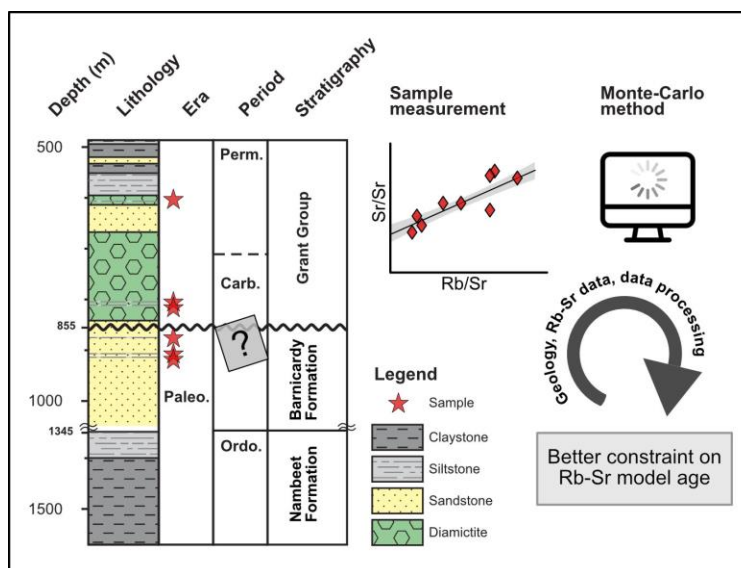 Depth (m)
Lithology
Era
Period
Stratigraphy
500
855
1000
1345
1500
Paleo.
Perm.
Carb.
?
Ordo.
Grant Group
Barnicardy
Formation
Nambeet
Formation
Sample
measurement
Sr/Sr
Rb/Sr
Legend
Sample
Claystone
Siltstone
Sandstone
Diamictite
Monte-Carlo
method
Geology, Rb-Sr data, data processing
Better constraint on
Rb-Sr model age